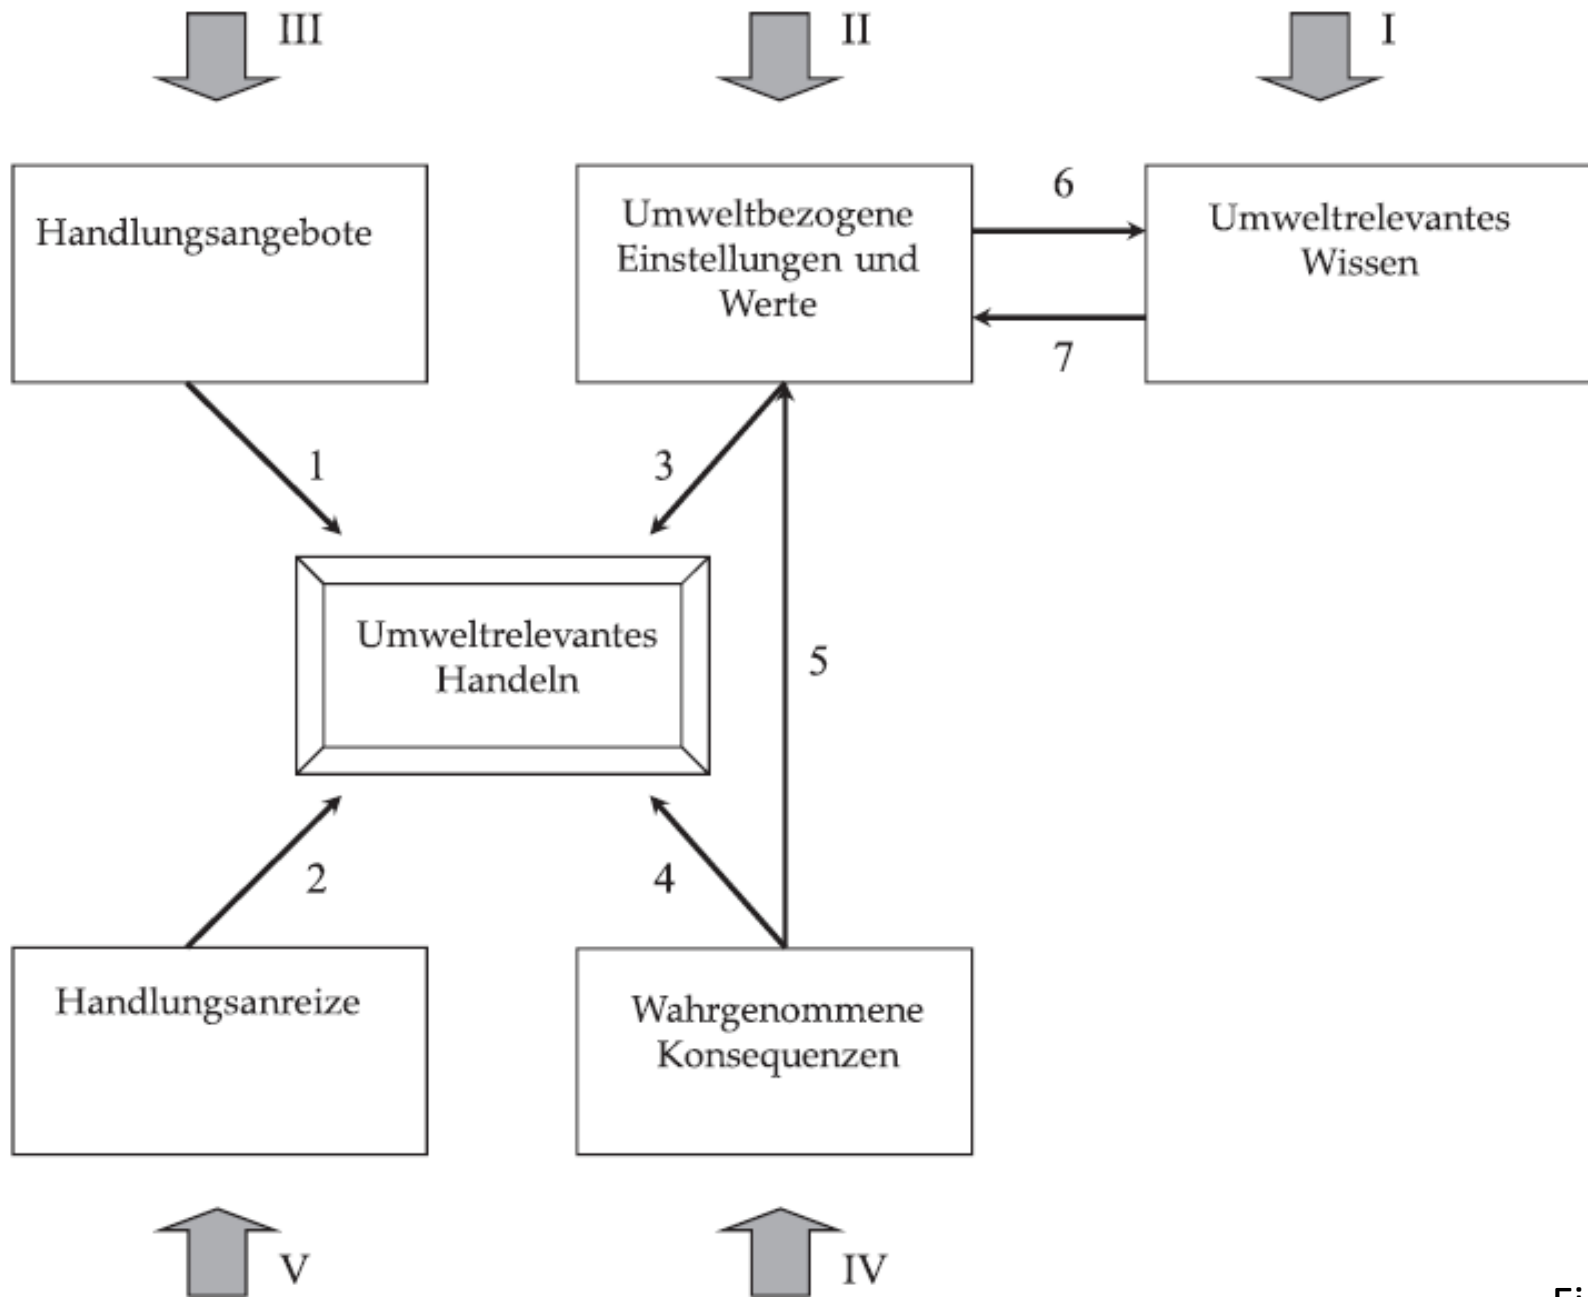 III
II
I
Handlungsangebote
Umweltbezogene
Einstellungen und
Werte
6
7
Umweltrelevantes
Wissen
1
3
Umweltrelevantes
Handeln
5
2
4
Handlungsanreize
Wahrgenommene
Konsequenzen
V
IV